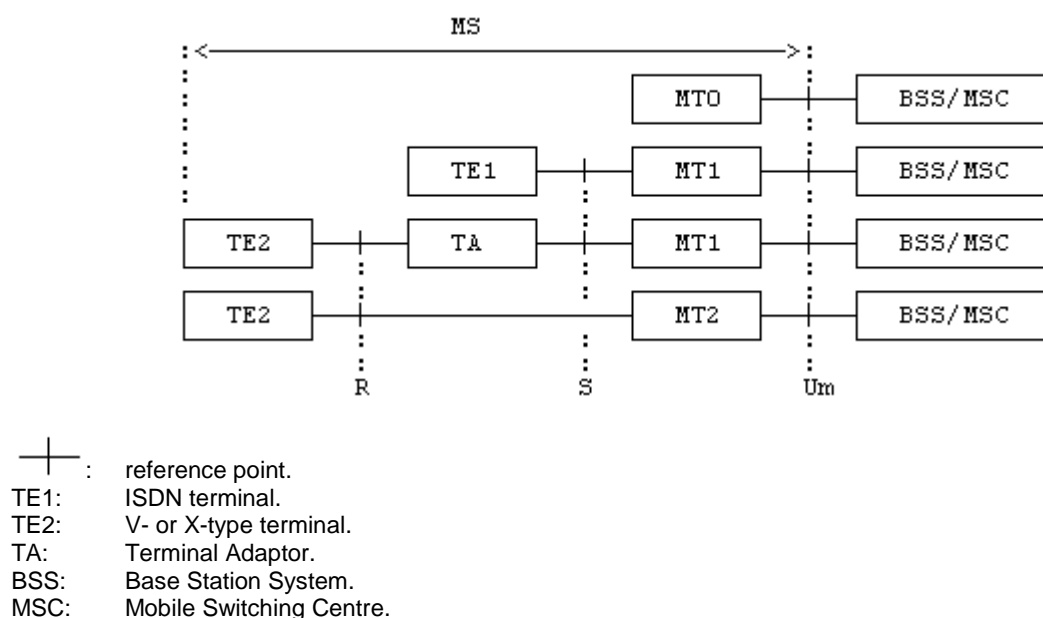 MS
MT0 BSS/MSC
TE1 MT1 BSS/MSC
TE2 TA MT1 BSS/MSC
TE2 MT2 BSS/MSC
R S Um
: reference point.
TE1: ISDN terminal.
TE2: V- or X-type terminal.
TA: Terminal Adaptor.
BSS: Base Station System.
MSC: Mobile Switching Centre.